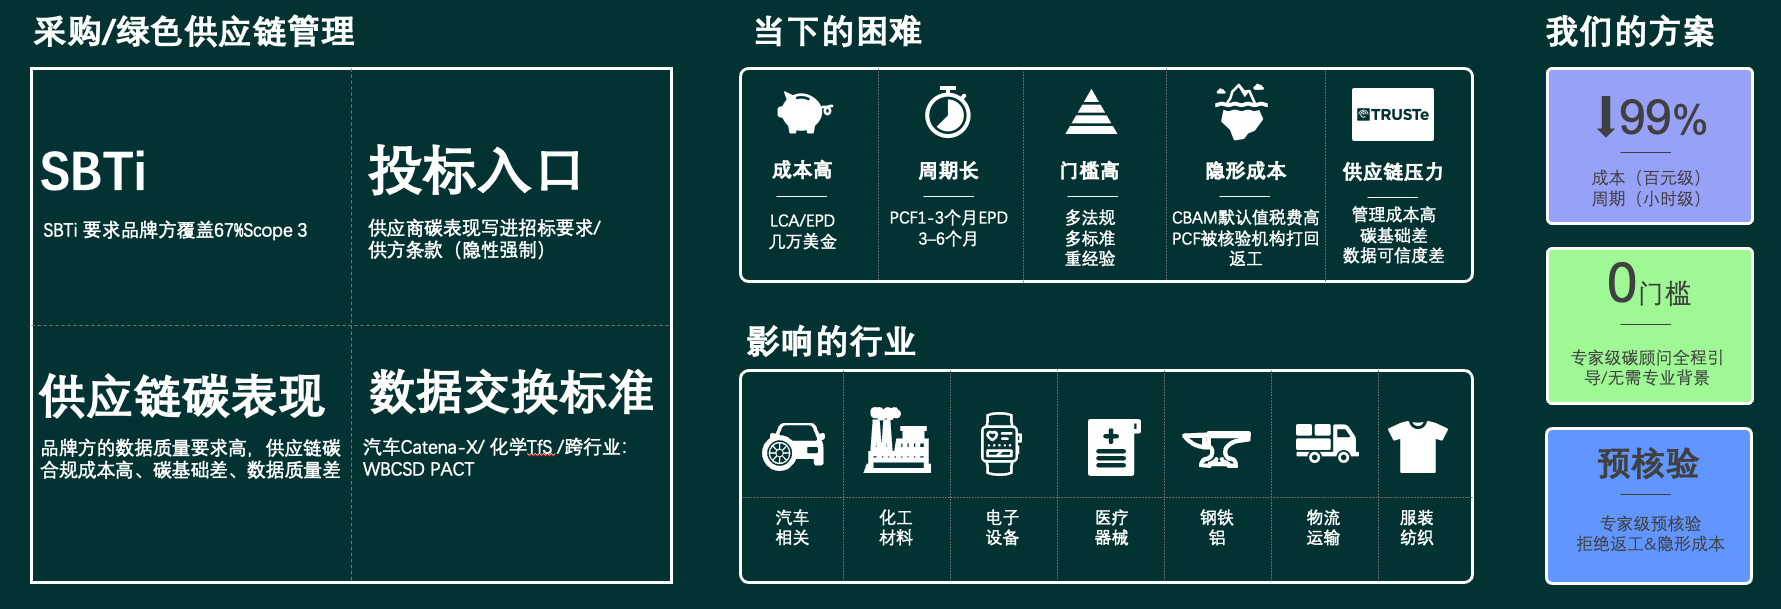 采购/绿色供应链管理
SBTi
SBTi 要求品牌方覆盖67%Scope 3
投标入口
供应商碳表现写进招标要求/
供方条款（隐性强制）
供应链碳表现
品牌方的数据质量要求高，供应链碳
合规成本高、碳基础差、数据质量差
数据交换标准
汽车Catena-X/ 化学TfS /跨行业：
WBCSD PACT
当下的困难
成本高
LCA/EPD
几万美金
周期长
PCF1-3个月EPD
3–6个月
门槛高
多法规
多标准
重经验
隐形成本
CBAM默认值税费高
PCF被核验机构打回
返工
TRUSTe
供应链压力
管理成本高
碳基础差
数据可信度差
影响的行业
汽车
相关
化工
材料
电子
设备
医疗
器械
钢铁
铝
物流
运输
服装
纺织
我们的方案
99%
成本（百元级）
周期（小时级）
0门槛
专家级碳顾问全程引
导/无需专业背景
预核验
专家级预核验
拒绝返工&隐形成本